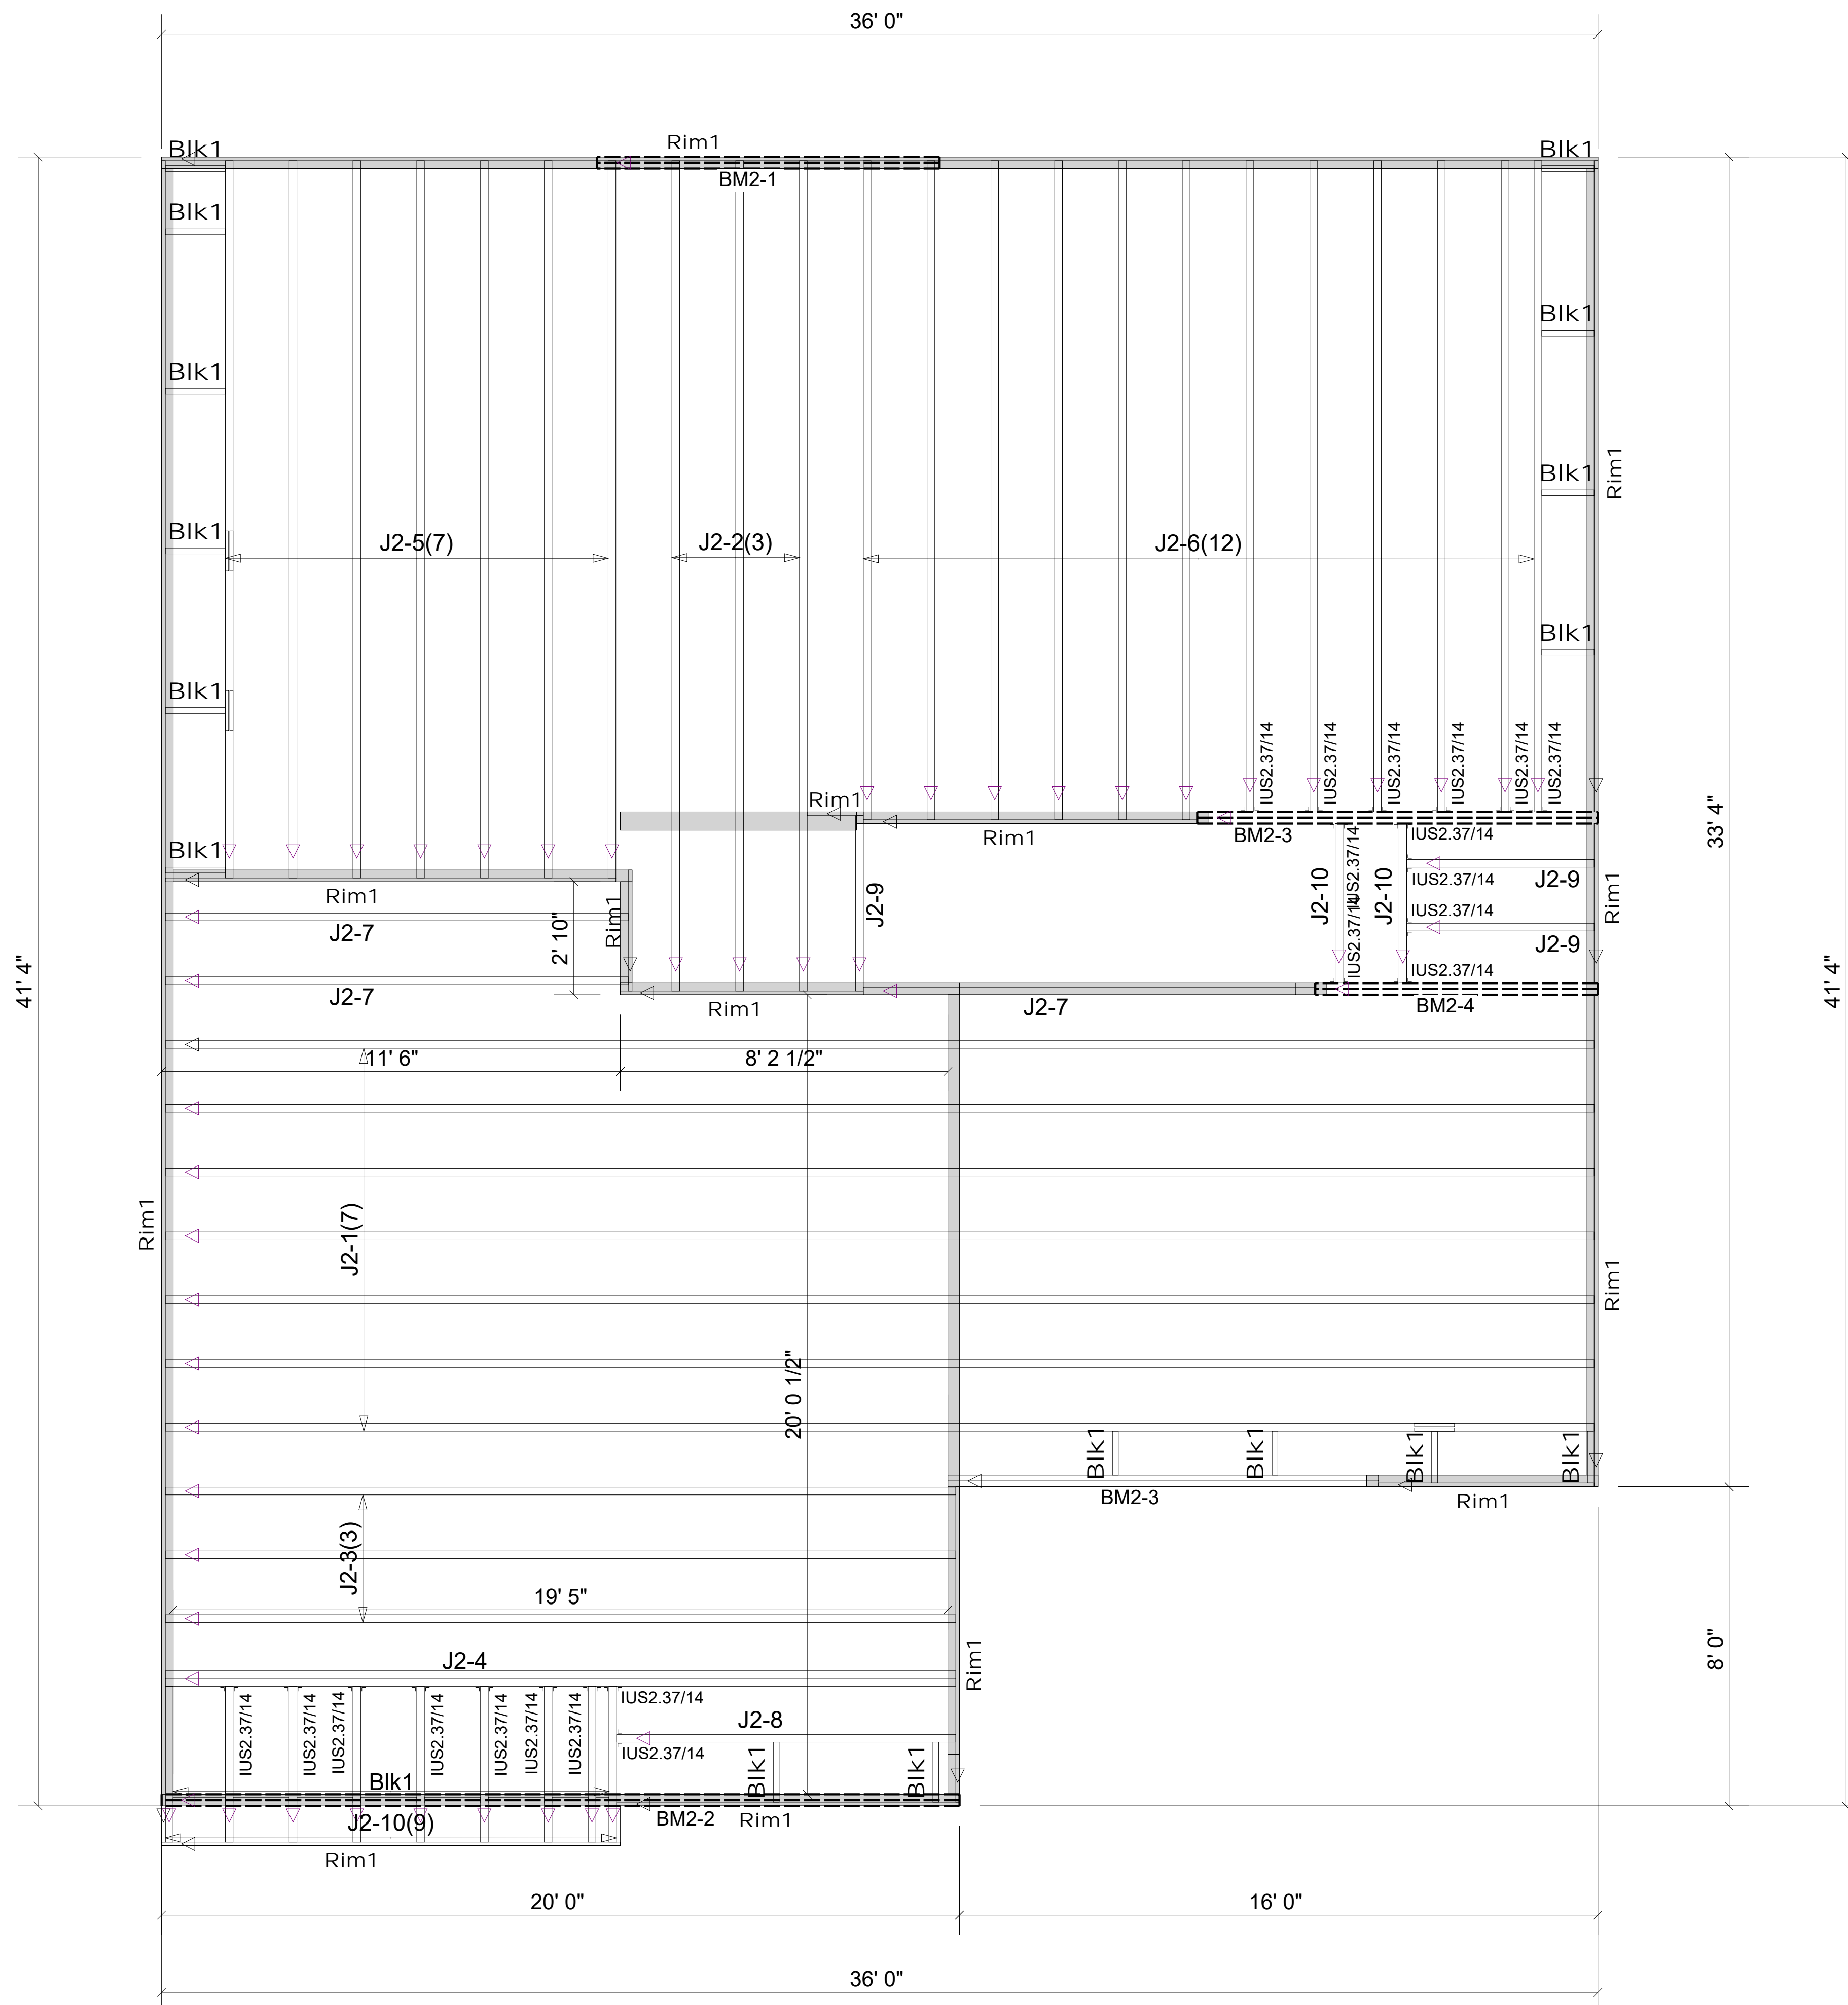 36' 0"
Rim1
Blk1
Blk1
BM2-1
Blk1
Blk1
Blk1
Blk1
Blk1
Rim1
Blk1
J2-5(7)
J2-2(3)
J2-6(12)
Blk1
Blk1
IUS2.37/14
IUS2.37/14
IUS2.37/14
IUS2.37/14
IUS2.37/14
IUS2.37/14
Rim1
33' 4"
Rim1
BM2-3
IUS2.37/14
Blk1
IUS2.37/14
J2-9
IUS2.37/14
J2-9
J2-10
J2-10
Rim1
Rim1
Rim1
IUS2.37/14
J2-7
2' 10"
IUS2.37/14
J2-9
IUS2.37/14
41' 4"
41' 4"
J2-7
Rim1
J2-7
BM2-4
11' 6"
8' 2 1/2"
Rim1
J2-1(7)
Rim1
20' 0 1/2"
Blk1
Blk1
Blk1
Blk1
BM2-3
Rim1
J2-3(3)
19' 5"
8' 0"
J2-4
Rim1
IUS2.37/14
J2-8
IUS2.37/14
IUS2.37/14
IUS2.37/14
IUS2.37/14
IUS2.37/14
IUS2.37/14
IUS2.37/14
IUS2.37/14
Blk1
Blk1
Blk1
BM2-2
Rim1
J2-10(9)
Rim1
20' 0"
16' 0"
36' 0"